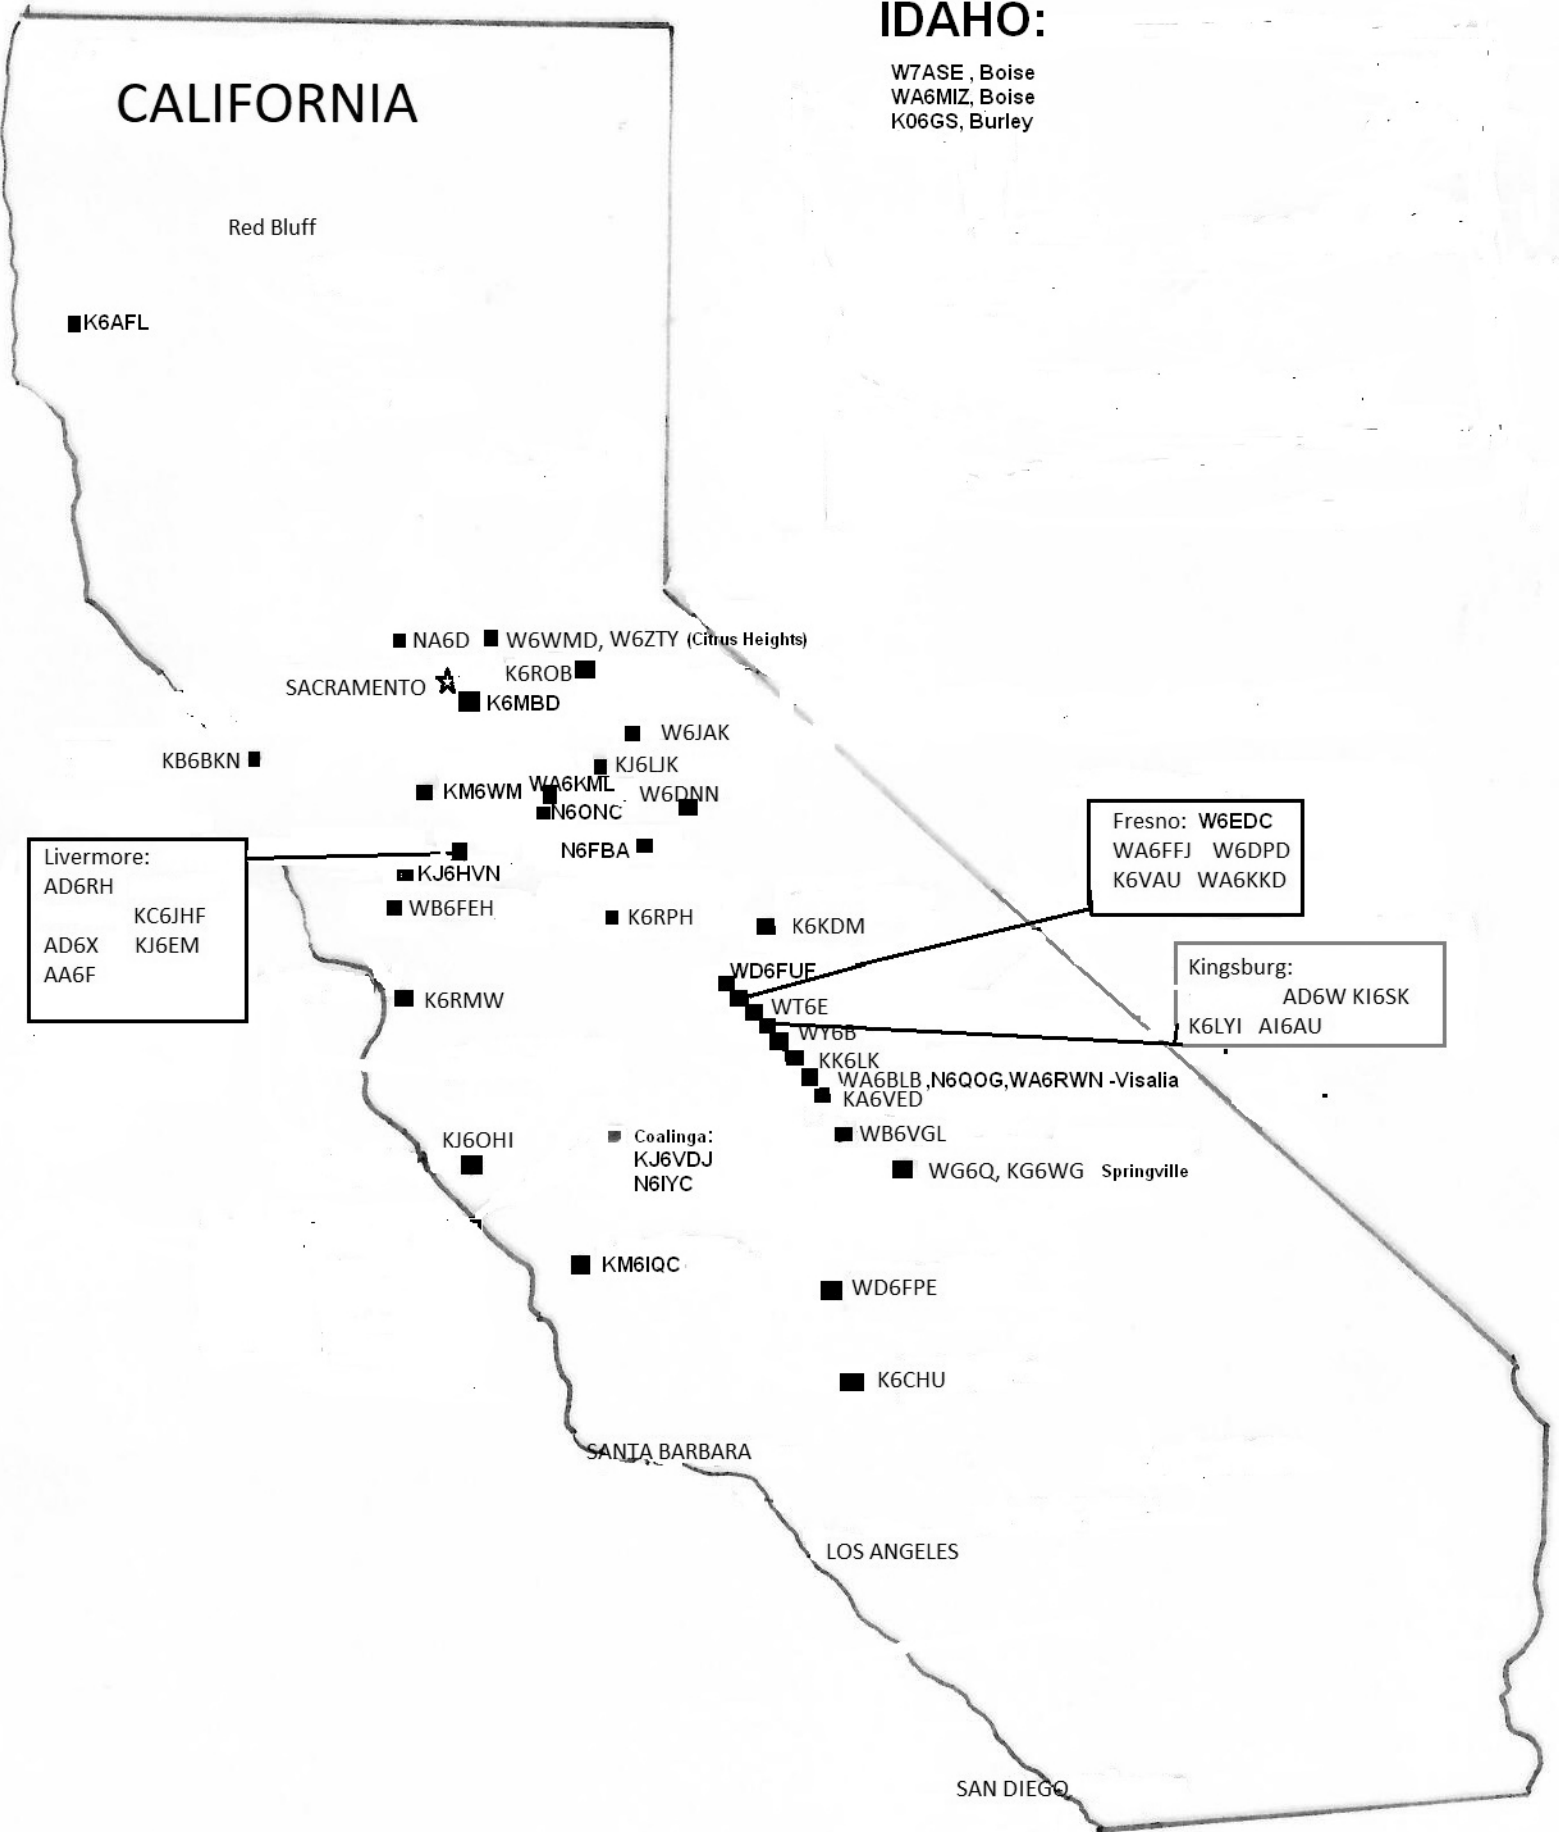 IDAHO:
W7ASE , Boise
WA6MIZ, Boise
K06GS, Burley
CALIFORNIA
Red Bluff
K6AFL
NA6D
W6WMD, W6ZTY (Citrus Heights)
K6ROB
SACRAMENTO
K6MBD
W6JAK
KB6BKN
KJ6LJK
KM6WM
WA6KML
W6DNN
N6ONC
N6FBA
Livermore:
AD6RH
KC6JHF
AD6X KJ6EM
AA6F
KJ6HVN
WB6FEH
K6RPH
K6KDM
Fresno: W6EDC
WA6FFJ W6DPD
K6VAU WA6KKD
Kingsburg:
AD6W KI6SK
K6LYI AI6AU
WD6FUF
K6RMW
WT6E
WY6B
KK6LK
WA6BLB ,N6QOG,WA6RWN -Visalia
KA6VED
WB6VGL
KJ6OHI
Coalinga:
KJ6VDJ
N6IYC
WG6Q, KG6WG Springville
KM6IQC
WD6FPE
K6CHU
SANTA BARBARA
LOS ANGELES
SAN DIEGO